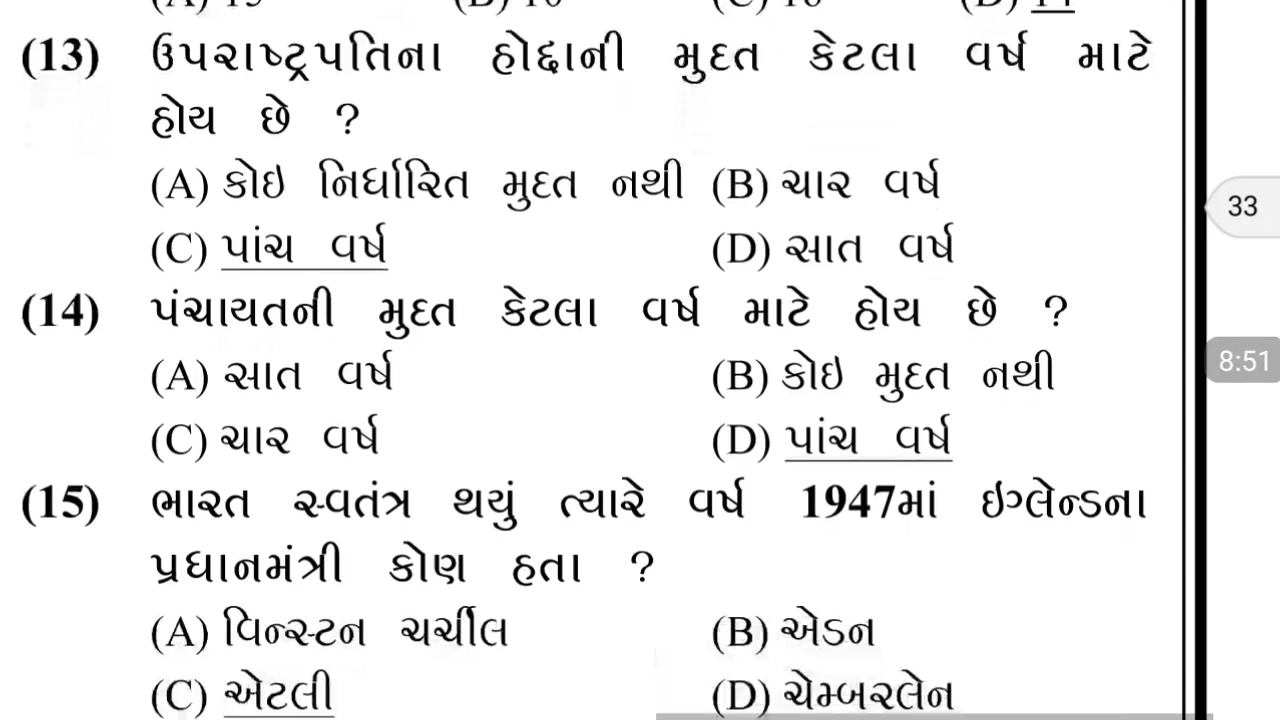 (13) ઉપરાષ્ટ્રપતિના હોદ્દાની મુદત કેટલા વર્ષ માટે
હોય છે ?
(A) કોઇ નિર્ધારિત મુદત નથી (B) ચાર વર્ષ
(C) પાંચ વર્ષ (D) સાત વર્ષ
33
(14) પંચાયતની મુદત કેટલા વર્ષ માટે હોય છે ?
(A) સાત વર્ષ (B) કોઇ મુદત નથી
8:51
(C) ચાર વર્ષ (D) પાંચ વર્ષ
(15) ભારત સ્વતંત્ર થયું ત્યારે વર્ષ 1947માં ઇંગ્લેન્ડના
પ્રધાનમંત્રી કોણ હતા ?
(A) વિન્સ્ટન ચર્ચીલ (B) એડન
(C) એટલી (D) ચેમ્બરલેન